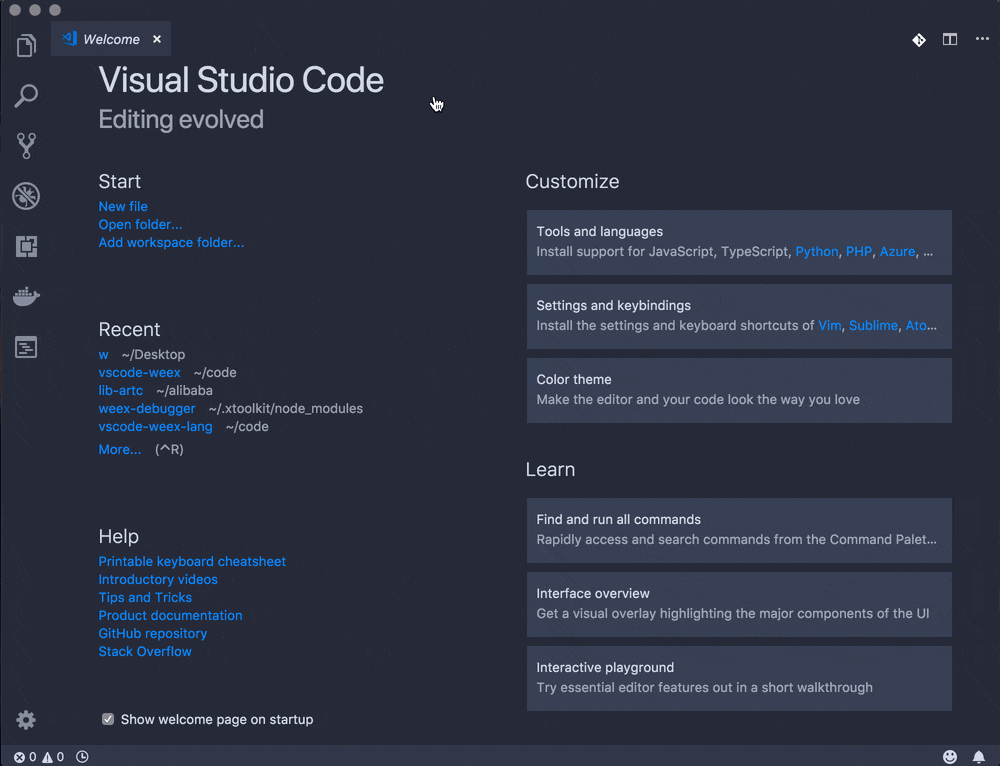 Welcome
Visual Studio Code
Editing evolved
Start
New file
Open folder...
Add workspace folder...
Recent
w ~/Desktop
vscode-weex ~/code
lib-artc ~/alibaba
weex-debugger ~/.xtoolkit/node_modules
vscode-weex-lang ~/code
More... (^R)
Help
Printable keyboard cheatsheet
Introductory videos
Tips and Tricks
Product documentation
GitHub repository
Stack Overflow
Show welcome page on startup
Customize
Tools and languages
Install support for JavaScript, TypeScript, Python, PHP, Azure, ...
Settings and keybindings
Install the settings and keyboard shortcuts of Vim, Sublime, Ato...
Color theme
Make the editor and your code look the way you love
Learn
Find and run all commands
Rapidly access and search commands from the Command Palet...
Interface overview
Get a visual overlay highlighting the major components of the UI
Interactive playground
Try essential editor features out in a short walkthrough
0 0